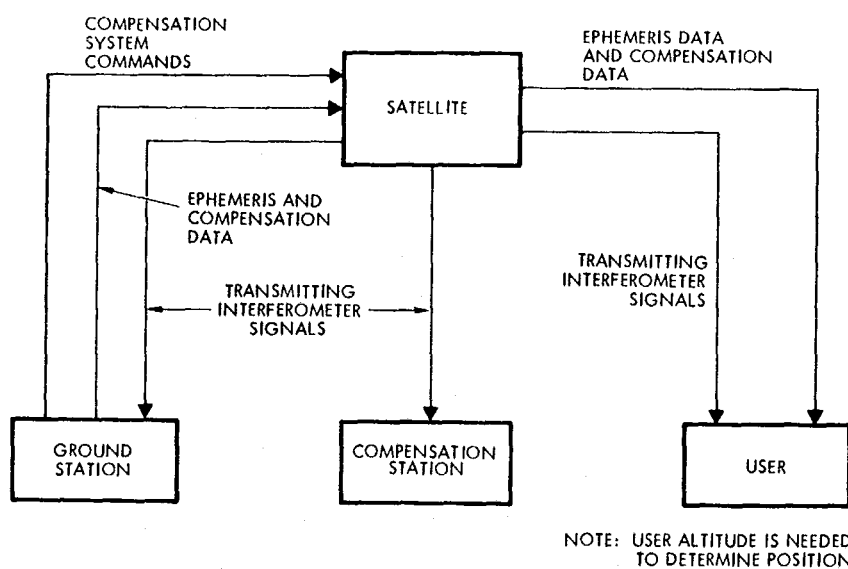 COMPENSATION
SYSTEM
COMMANDS
EPHEMERIS DATA
AND COMPENSATION
DATA
SATELLITE
EPHEMERIS AND
COMPENSATION
DATA
TRANSMITTING
INTERFEROMETER
SIGNALS
TRANSMITTING
INTERFEROMETER
SIGNALS
GROUND
STATION
COMPENSATION
STATION
USER
NOTE: USER ALTITUDE IS NEEDED
TO DETERMINE POSITION